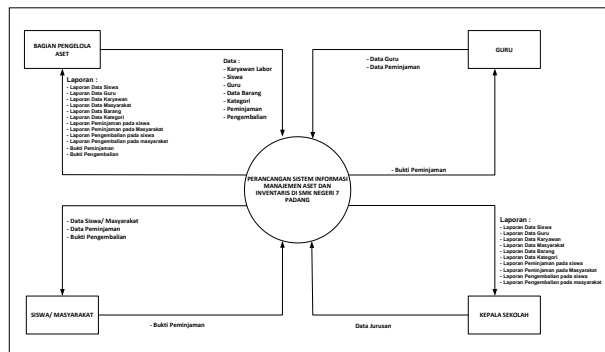 BAGIAN PENGELOLA
ASET
Laporan :
- Laporan Data Siswa
- Laporan Data Guru
- Laporan Data Karyawan
- Laporan Data Masyarakat
- Laporan Data Barang
- Laporan Data Kategori
- Laporan Peminjaman pada siswa
- Laporan Peminjaman pada Masyarakat
- Laporan Pengembalian pada siswa
- Laporan Pengembalian pada masyarakat
- Bukti Peminjaman
- Bukti Pengembalian
Data :
- Karyawan Labor
- Siswa
- Guru
- Data Barang
- Kategori
- Peminjaman
- Pengembalian
GURU
- Data Guru
- Data Peminjaman
- Bukti Peminjaman
PERANCANGAN SISTEM INFORMASI
MANAJEMEN ASET DAN
INVENTARIS DI SMK NEGERI 7
PADANG
- Data Siswa/ Masyarakat
- Data Peminjaman
- Bukti Pengembalian
SISWA/ MASYARAKAT
- Bukti Peminjaman
Laporan :
- Laporan Data Siswa
- Laporan Data Guru
- Laporan Data Karyawan
- Laporan Data Masyarakat
- Laporan Data Barang
- Laporan Data Kategori
- Laporan Peminjaman pada siswa
- Laporan Peminjaman pada Masyarakat
- Laporan Pengembalian pada siswa
- Laporan Pengembalian pada masyarakat
Data Jurusan
KEPALA SEKOLAH